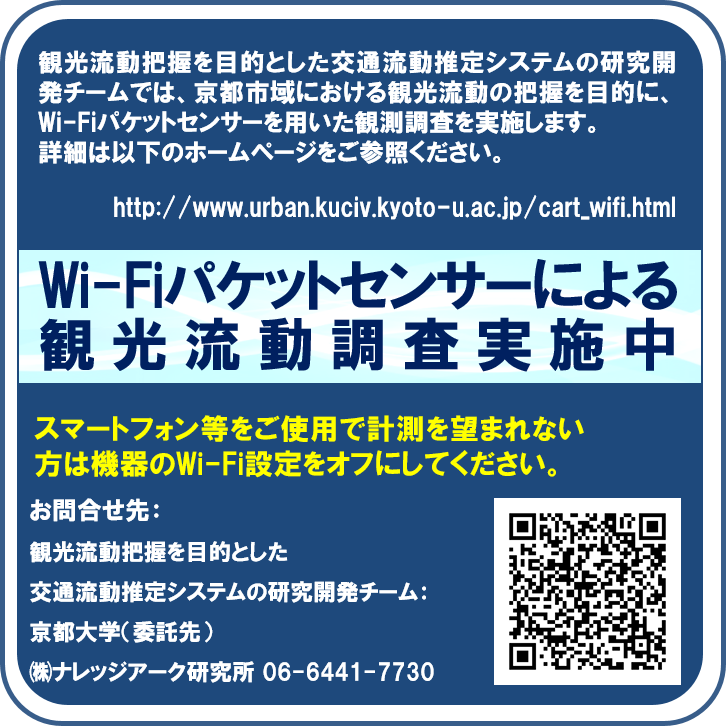 観光流動把握を目的とした交通流動推定システムの研究開
発チームでは、京都市域における観光流動の把握を目的に、
Wi-Fiパケットセンサーを用いた観測調査を実施します。
詳細は以下のホームページをご参照ください。
http://www.urban.kuciv.kyoto-u.ac.jp/cart_wifi.html
Wi-Fiパケットセンサーによる
観光流動調査実施中
スマートフォン等をご使用で計測を望まれない
方は機器のWi-Fi設定をオフにしてください。
お問合せ先：
観光流動把握を目的とした
交通流動推定システムの研究開発チーム：
京都大学（委託先）
㈱ナレッジアーク研究所 06-6441-7730